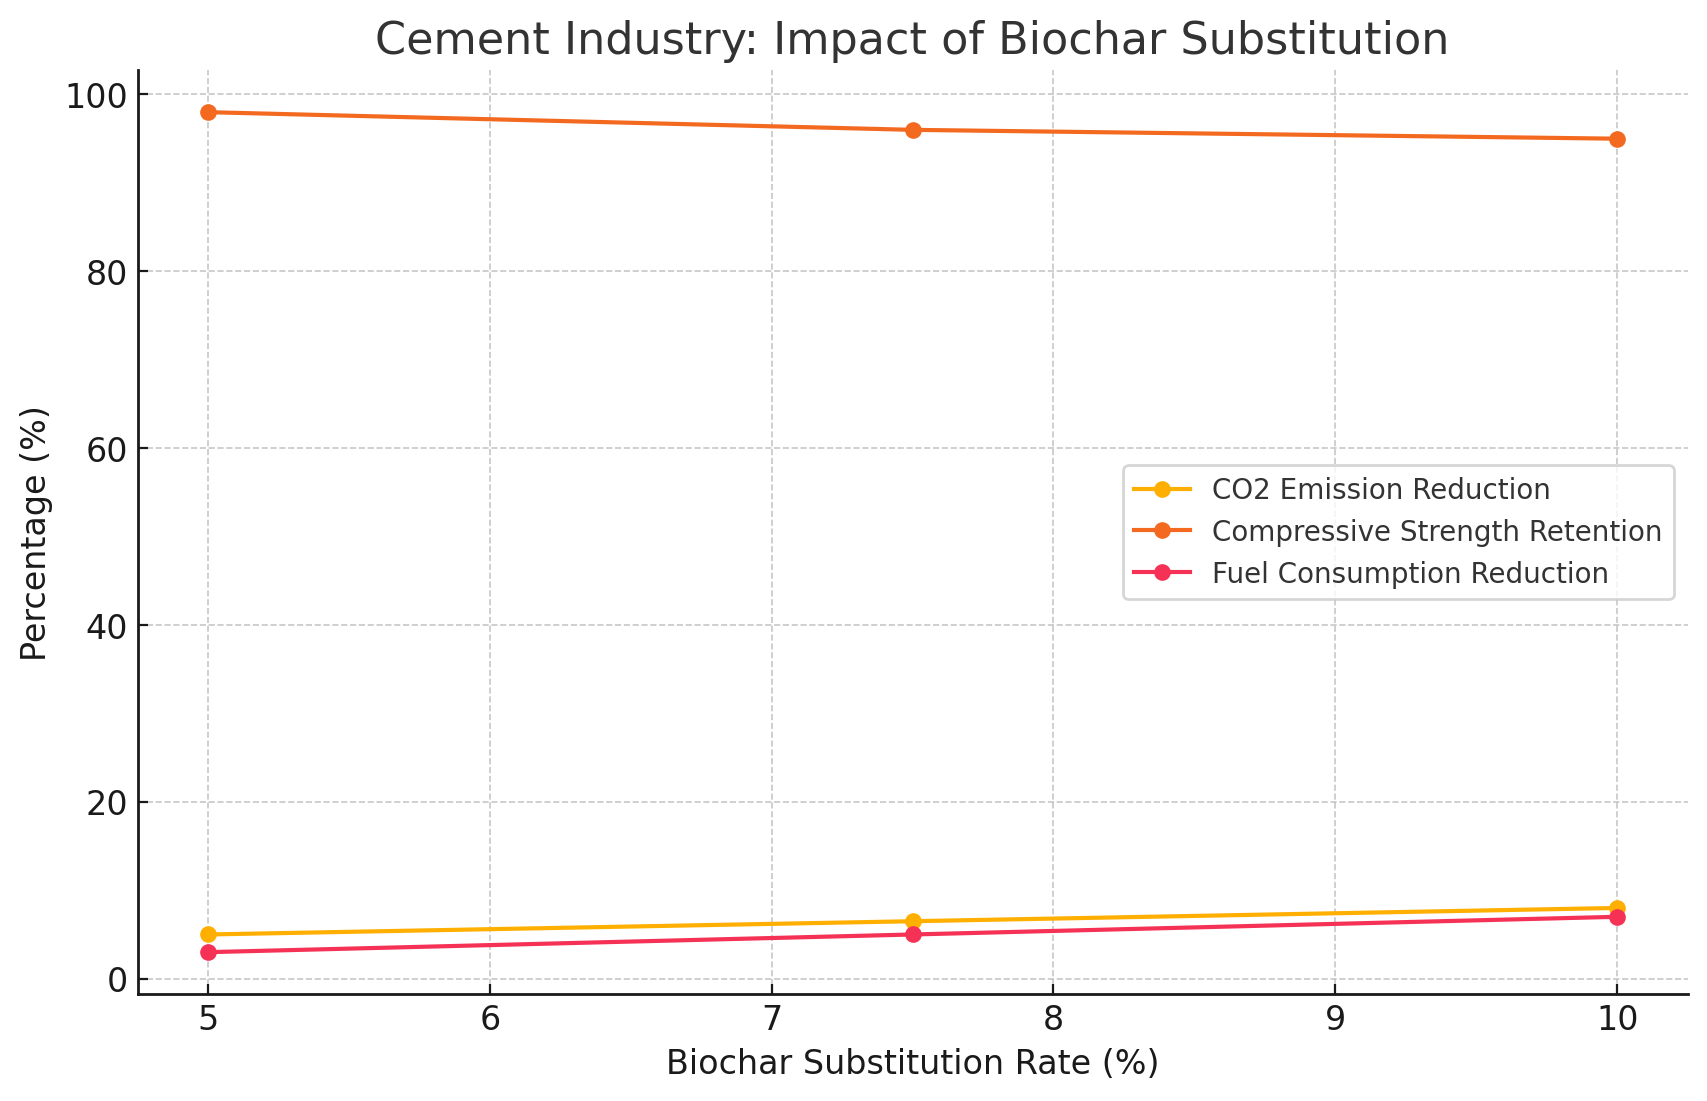 Cement Industry: Impact of Biochar Substitution
100
80
60
40
20
0
Percentage (%)
CO2 Emission Reduction
Compressive Strength Retention
Fuel Consumption Reduction
5 6 7 8 9 10
Biochar Substitution Rate (%)